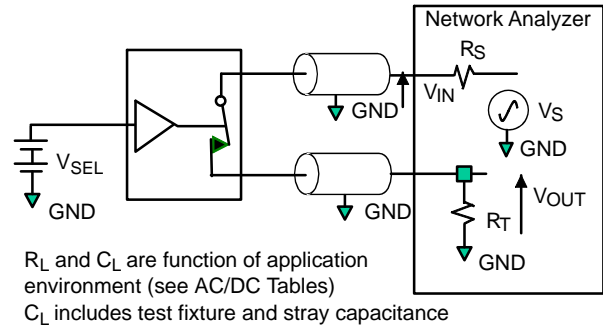 Network Analyzer
RS
VIN
GND
VS
GND
VSEL
GND
GND
VOUT
RT
GND
RL and CL are function of application
environment (see AC/DC Tables)
CL includes test fixture and stray capacitance